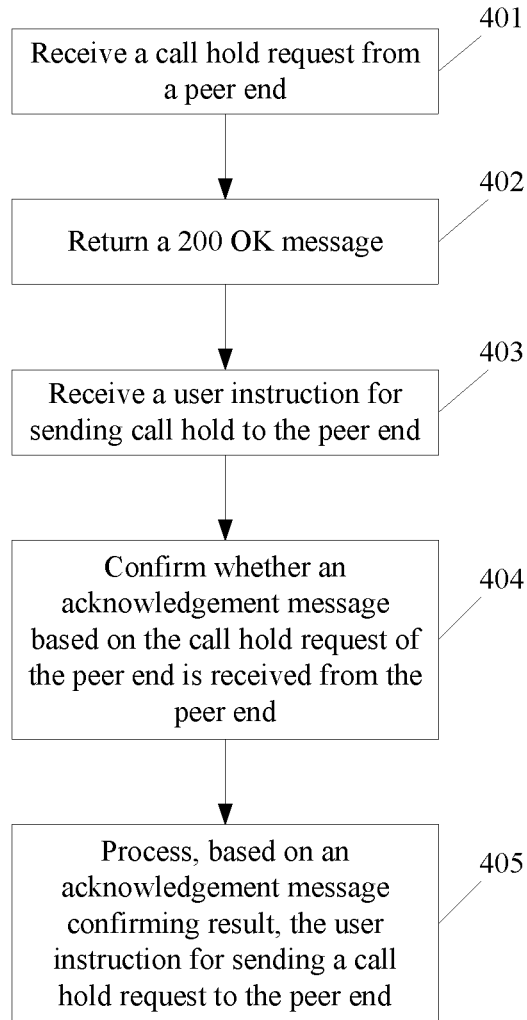 401
Receive a call hold request from
a peer end
402
Return a 200 OK message
403
Receive a user instruction for
sending call hold to the peer end
404
Confirm whether an
acknowledgement message
based on the call hold request of
the peer end is received from the
peer end
405
Process, based on an
acknowledgement message
confirming result, the user
instruction for sending a call
hold request to the peer end